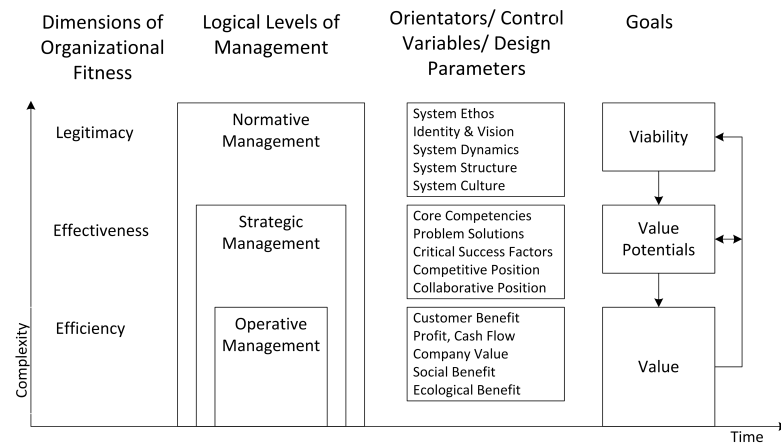 Dimensions of
Organizational
Fitness
Logical Levels of
Management
Orientators/ Control
Variables/ Design
Parameters
Goals
Legitimacy
Normative
Management
System Ethos
Identity & Vision
System Dynamics
System Structure
System Culture
Viability
Effectiveness
Strategic
Management
Core Competencies
Problem Solutions
Critical Success Factors
Competitive Position
Collaborative Position
Value
Potentials
Efficiency
Operative
Management
Customer Benefit
Profit, Cash Flow
Company Value
Social Benefit
Ecological Benefit
Value
Complexity
Time